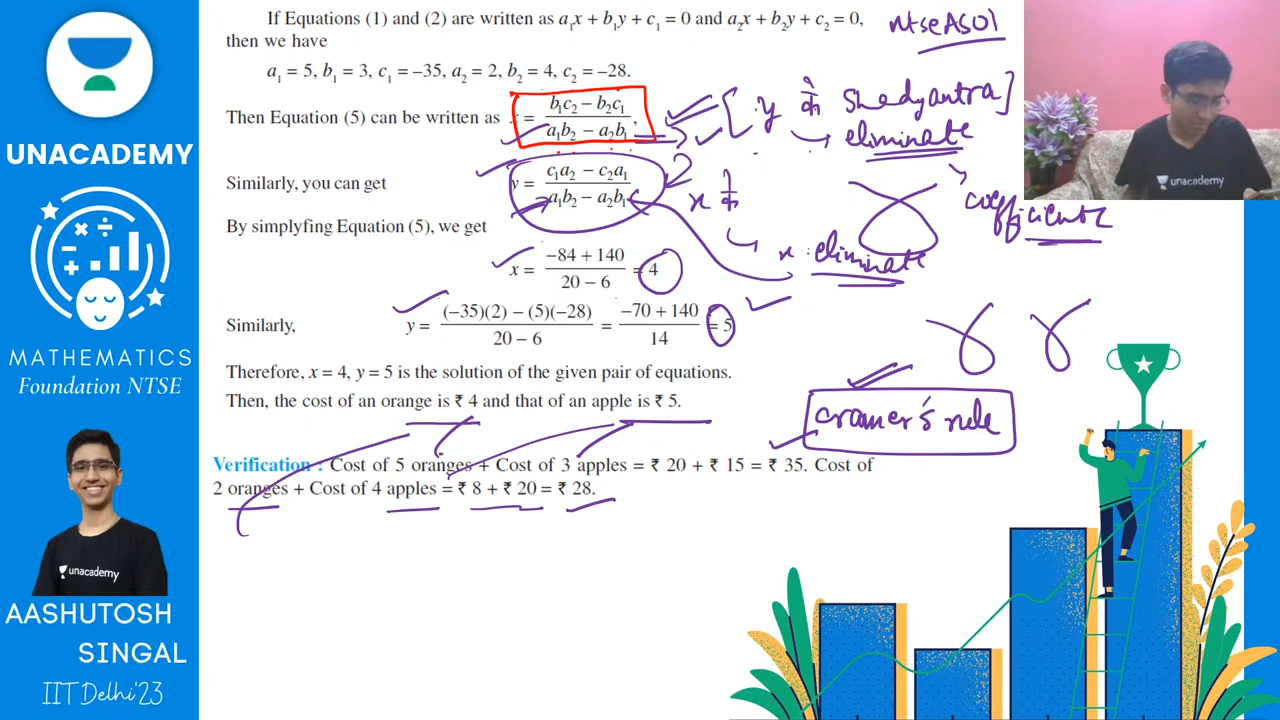 If Equations (1) and (2) are written as a₁x + b₁y + c₁ = 0 and a₂x + b₂y + c₂ = 0,
then we have
a₁ = 5, b₁ = 3, c₁ = –35, a₂ = 2, b₂ = 4, c₂ = –28.
Then Equation (5) can be written as x = (b₁c₂ – b₂c₁)/(a₁b₂ – a₂b₁),
Similarly, you can get y = (c₁a₂ – c₂a₁)/(a₁b₂ – a₂b₁)
By simplyfing Equation (5), we get
x = (–84 + 140)/(20 – 6) = 4
Similarly, y = ((–35)(2) – (5)(–28))/(20 – 6) = (–70 + 140)/14 = 5
Therefore, x = 4, y = 5 is the solution of the given pair of equations.
Then, the cost of an orange is ₹ 4 and that of an apple is ₹ 5.
Verification : Cost of 5 oranges + Cost of 3 apples = ₹ 20 + ₹ 15 = ₹ 35. Cost of
2 oranges + Cost of 4 apples = ₹ 8 + ₹ 20 = ₹ 28.
ntseAS01
[ y के Shadyantra ]
eliminate
coefficients
x के
x : eliminate
cramer's rule
UNACADEMY
MATHEMATICS
Foundation NTSE
unacademy
AASHUTOSH
SINGAL
IIT Delhi'23
unacademy